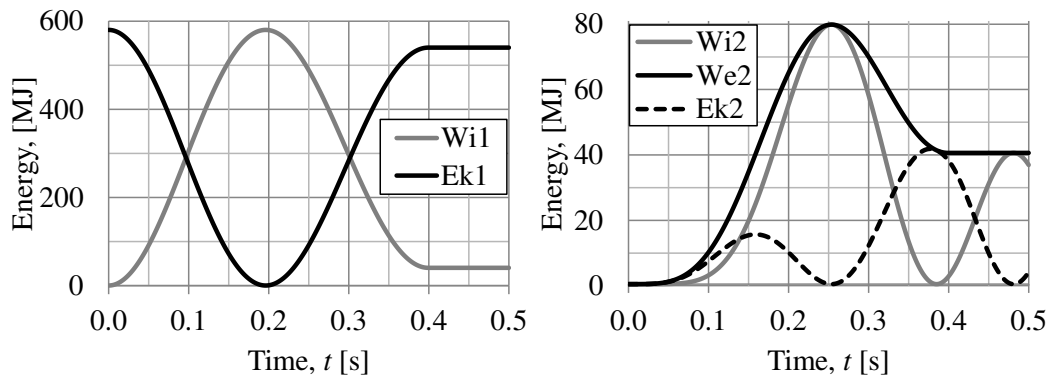 600
400
200
0
Energy, [MJ]
Wi1
Ek1
0.0 0.1 0.2 0.3 0.4 0.5
Time, t [s]
80
60
40
20
0
Energy, [MJ]
Wi2
We2
Ek2
0.0 0.1 0.2 0.3 0.4 0.5
Time, t [s]